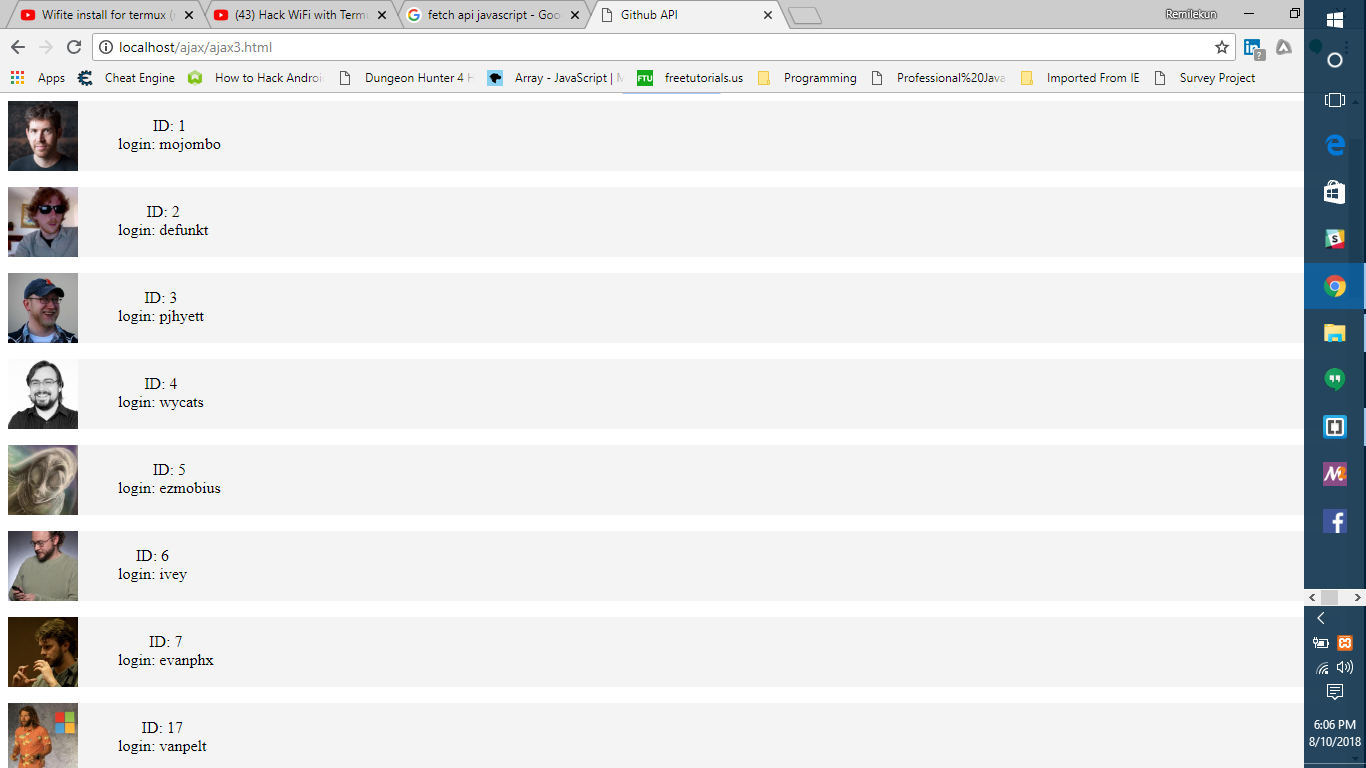 Wifite install for termux (
(43) Hack WiFi with Term
fetch api javascript - Goo
Github API
Remilekun
localhost/ajax/ajax3.html
Apps
Cheat Engine
How to Hack Androi
Dungeon Hunter 4 H
Array - JavaScript | M
FTU
freetutorials.us
Programming
Professional%20Java
Imported From IE
Survey Project
in
?
ID: 1
login: mojombo
ID: 2
login: defunkt
ID: 3
login: pjhyett
ID: 4
login: wycats
ID: 5
login: ezmobius
ID: 6
login: ivey
ID: 7
login: evanphx
ID: 17
login: vanpelt
6:06 PM
8/10/2018